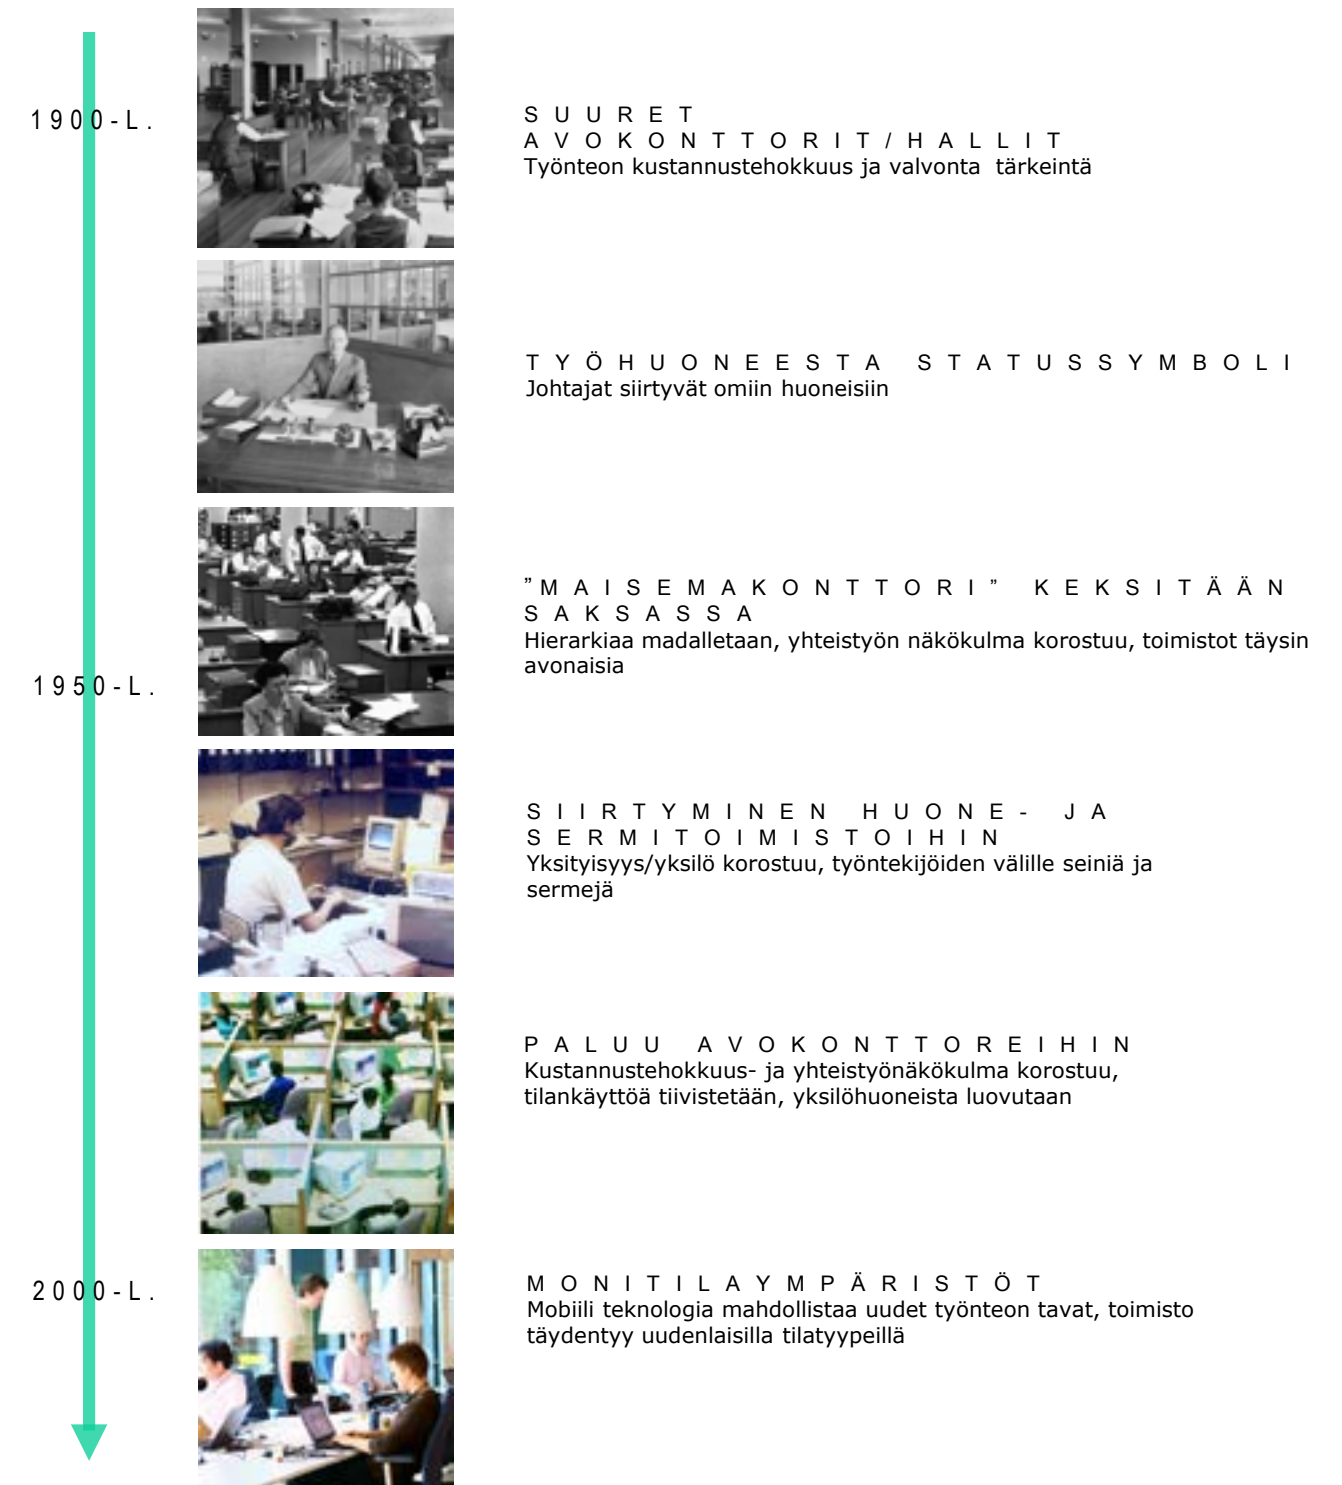 1900-L.
SUURET
AVOKONTTORIT/HALLIT
Työnteon kustannustehokkuus ja valvonta tärkeintä
TYÖHUONEESTA STATUSSYMBOLI
Johtajat siirtyvät omiin huoneisiin
”MAISEMAKONTTORI” KEKSITÄÄN
SAKSASSA
Hierarkiaa madalletaan, yhteistyön näkökulma korostuu, toimistot täysin
avonaisia
1950-L.
SIIRTYMINEN HUONE- JA
SERMITOIMISTOIHIN
Yksityisyys/yksilö korostuu, työntekijöiden välille seiniä ja
sermejä
PALUU AVOKONTTOREIHIN
Kustannustehokkuus- ja yhteistyönäkökulma korostuu,
tilankäyttöä tiivistetään, yksilöhuoneista luovutaan
2000-L.
MONITILAYMPÄRISTÖT
Mobiili teknologia mahdollistaa uudet työnteon tavat, toimisto
täydentyy uudenlaisilla tilatyypeillä